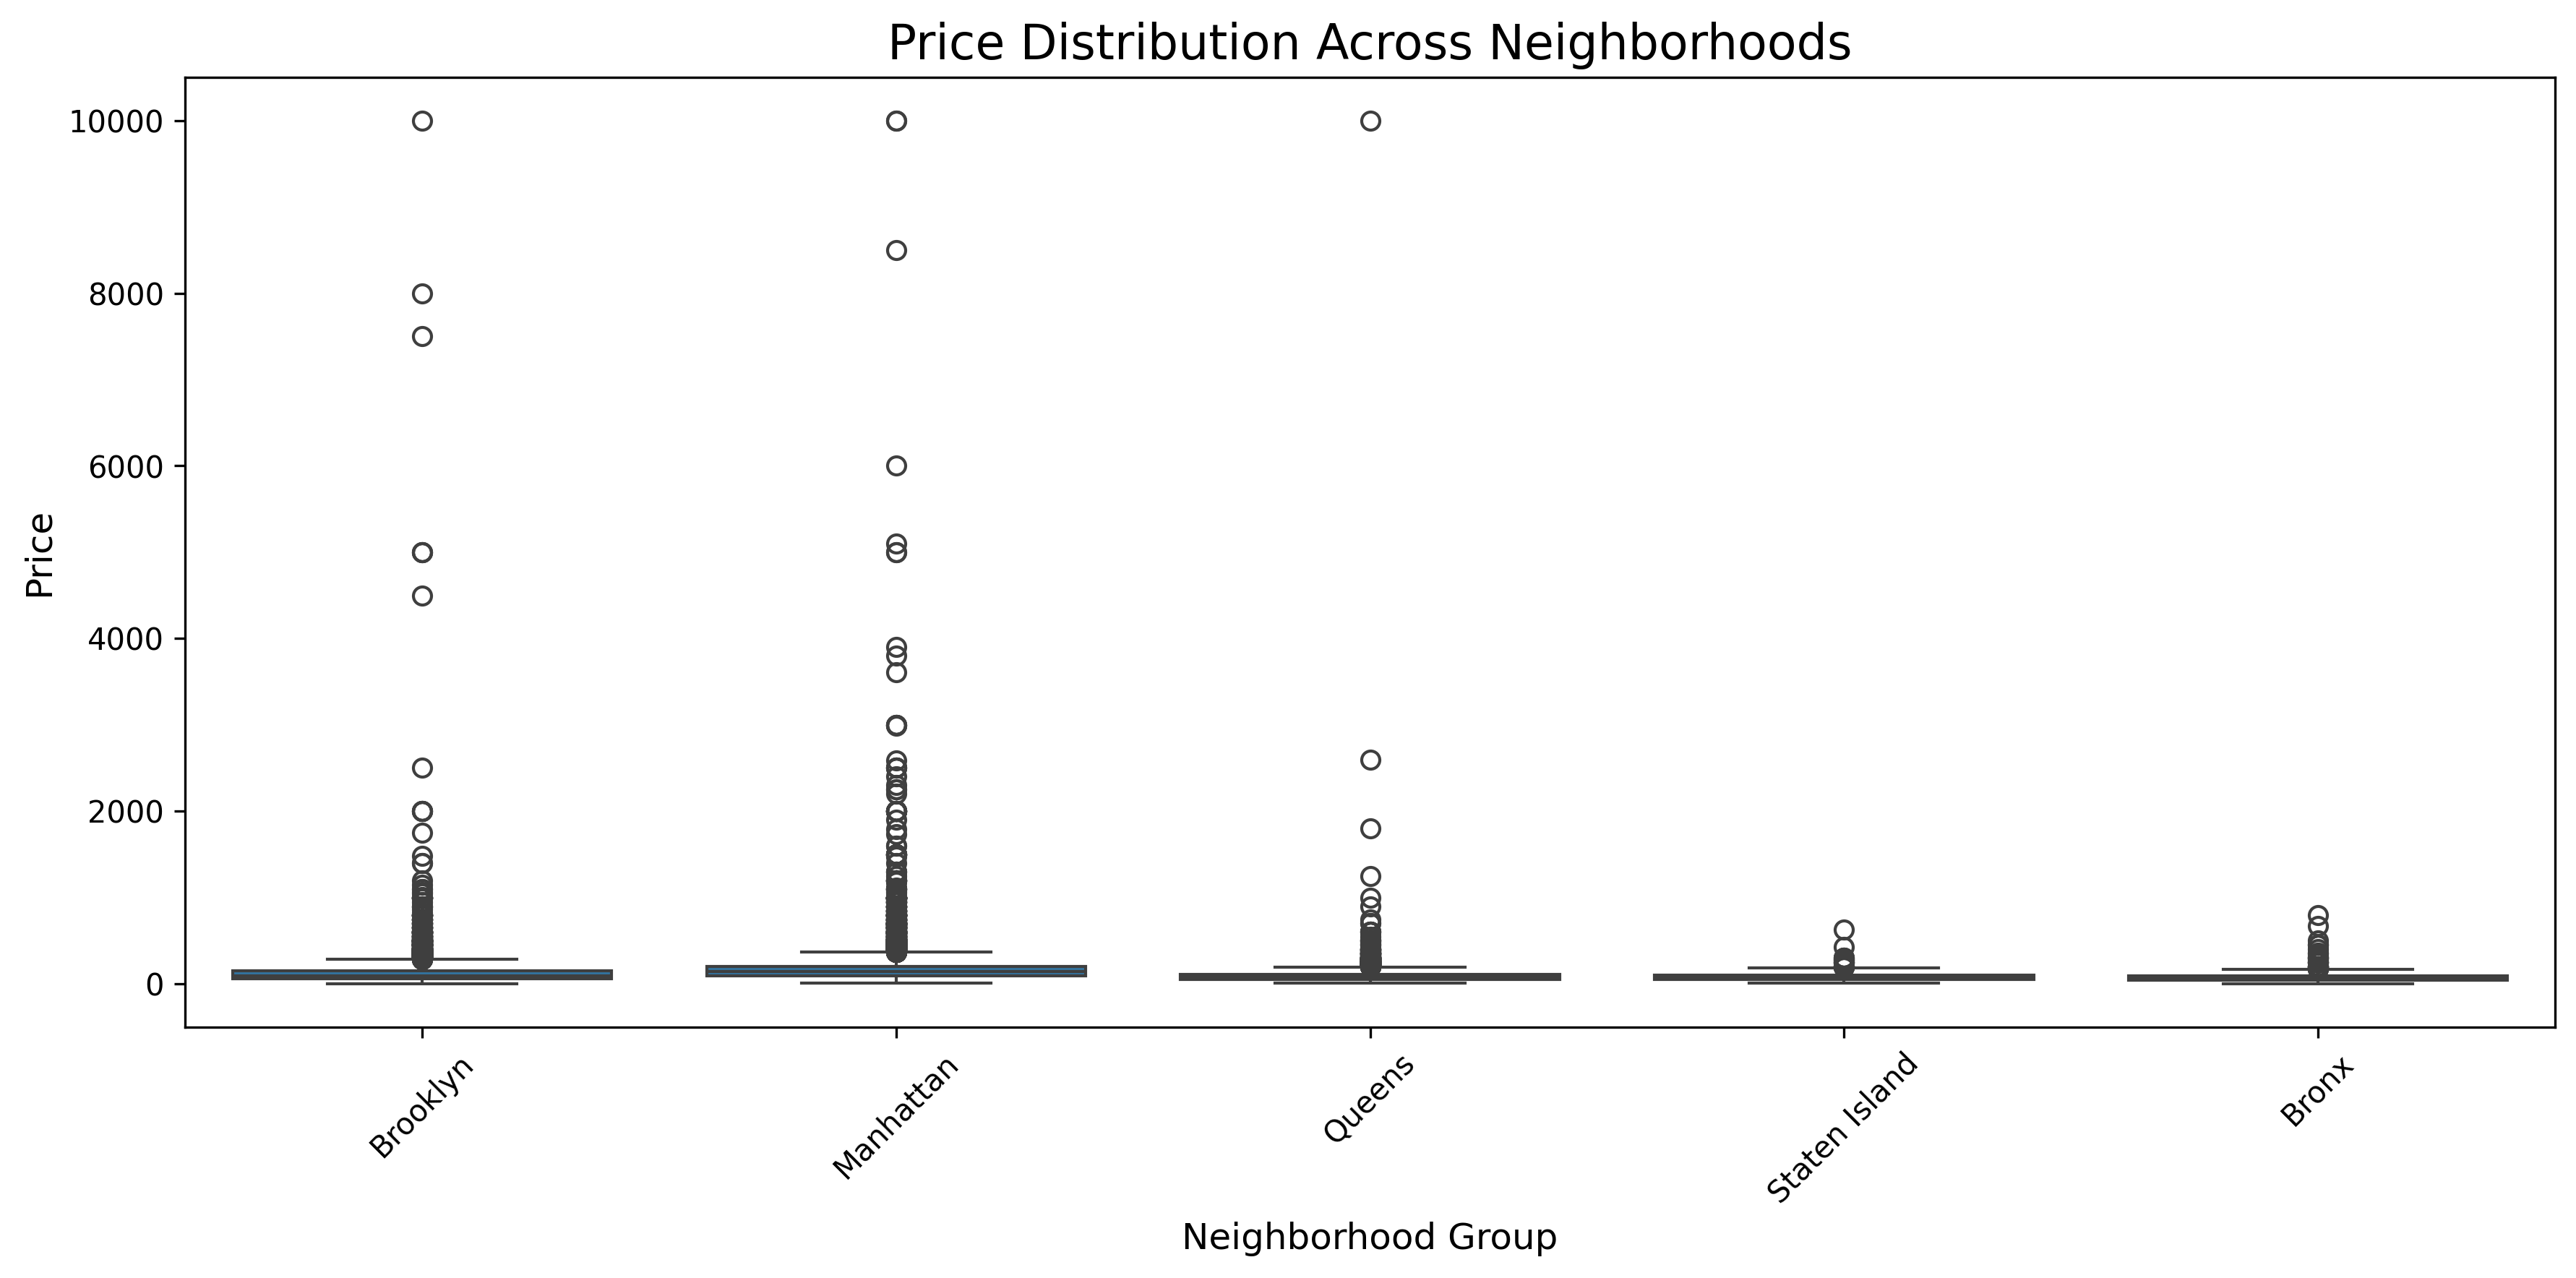 Price Distribution Across Neighborhoods
10000
8000
6000
4000
2000
0
Price
Brooklyn
Manhattan
Queens
Staten Island
Bronx
Neighborhood Group